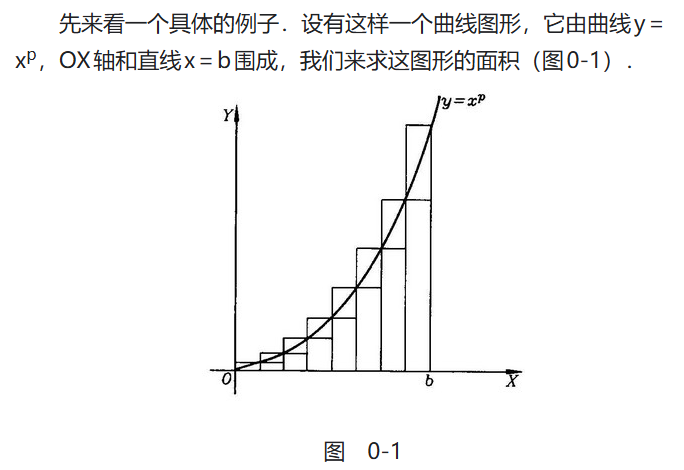 先来看一个具体的例子．设有这样一个曲线图形，它由曲线y＝
xᵖ，OX轴和直线x＝b围成，我们来求这图形的面积（图0-1）．
y=xᵖ
Y
O
b
X
图　0-1